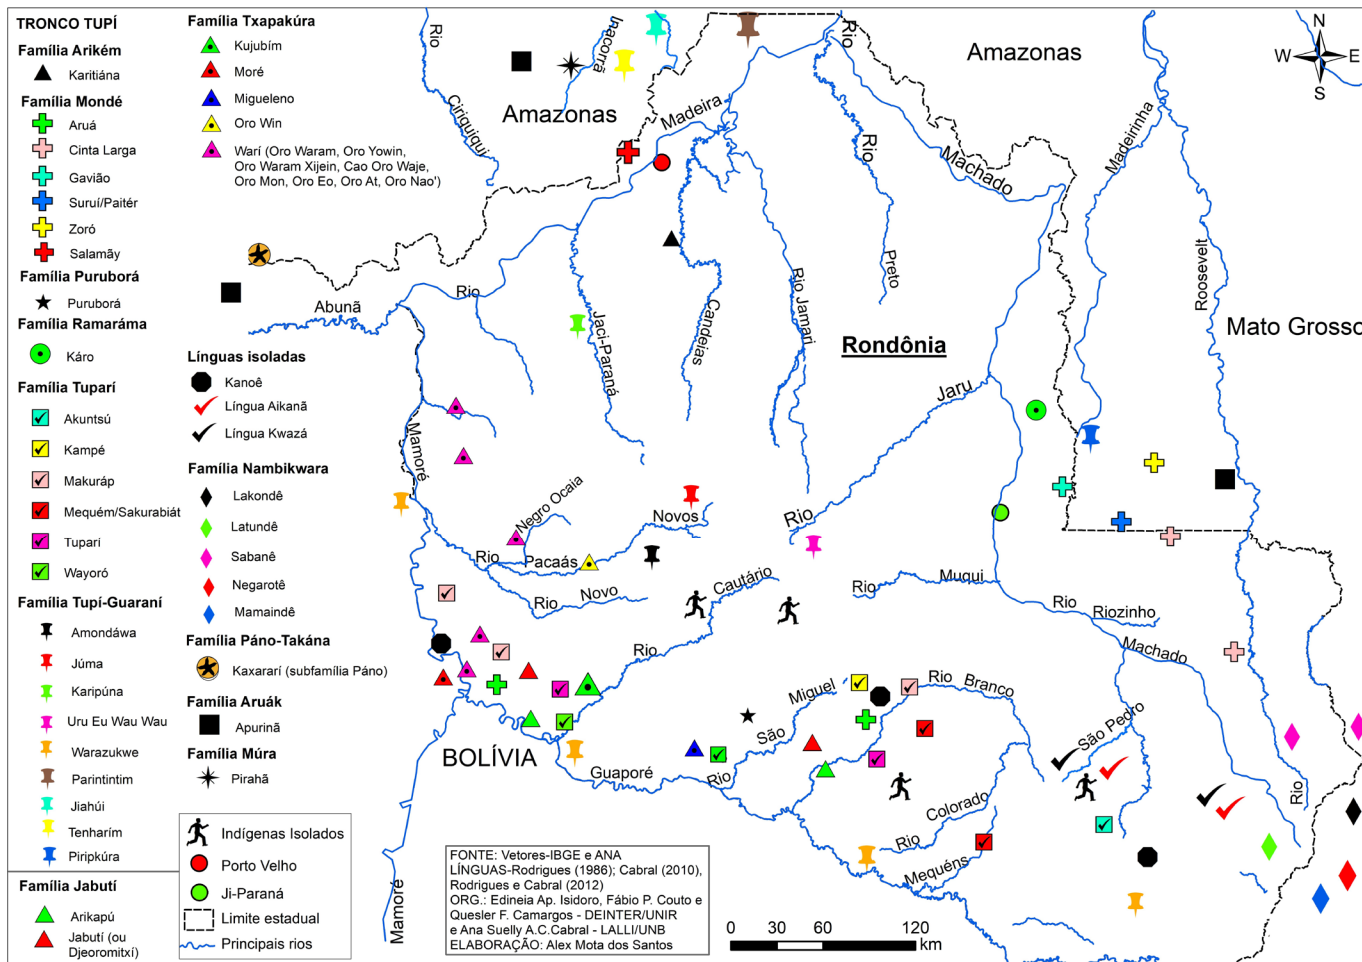 TRONCO TUPÍ
Família Arikém
Karitiána
Família Mondé
Aruá
Cinta Larga
Gavião
Suruí/Paitér
Zoró
Salamãy
Família Puruborá
Puruborá
Família Ramaráma
Káro
Família Tuparí
Akuntsú
Kampé
Makuráp
Mequém/Sakurabiát
Tuparí
Wayoró
Família Tupí-Guaraní
Amondáwa
Júma
Karipúna
Uru Eu Wau Wau
Warazukwe
Parintintim
Jiahúi
Tenharím
Piripkúra
Família Jabutí
Arikapú
Jabutí (ou
Djeoromitxí)
Família Txapakúra
Kujubím
Moré
Migueleno
Oro Win
Warí (Oro Waram, Oro Yowin,
Oro Waram Xijein, Cao Oro Waje,
Oro Mon, Oro Eo, Oro At, Oro Nao')
Línguas isoladas
Kanoê
Língua Aikanã
Língua Kwazá
Família Nambikwara
Lakondê
Latundê
Sabanê
Negarotê
Mamaindê
Família Páno-Takána
Kaxararí (subfamília Páno)
Família Aruák
Apurinã
Família Múra
Pirahã
Indígenas Isolados
Porto Velho
Ji-Paraná
Limite estadual
Principais rios
FONTE: Vetores-IBGE e ANA
LÍNGUAS-Rodrigues (1986); Cabral (2010),
Rodrigues e Cabral (2012)
ORG.: Edineia Ap. Isidoro, Fábio P. Couto e
Quesler F. Camargos - DEINTER/UNIR
e Ana Suelly A.C.Cabral - LALLI/UNB
ELABORAÇÃO: Alex Mota dos Santos
0 30 60 120
km
N
W E
S
Amazonas
Amazonas
Mato Grosso
Rondônia
BOLÍVIA
Rio
Ciriquiqui
Inacorrã
Madeira
Rio
Machado
Rio
Preto
Madeirinha
Roosevelt
Rio
Abunã
Rio
Jaci-Paraná
Candeias
Rio Jamari
Jaru
Rio
Mamoré
Negro Ocaia
Novos
Pacaás
Rio
Rio
Novo
Cautário
Rio
Rio
Muqui
Rio
Riozinho
Machado
Rio
Branco
Miguel
São
Rio
Guaporé
São Pedro
Colorado
Rio
Mequéns
Mamoré